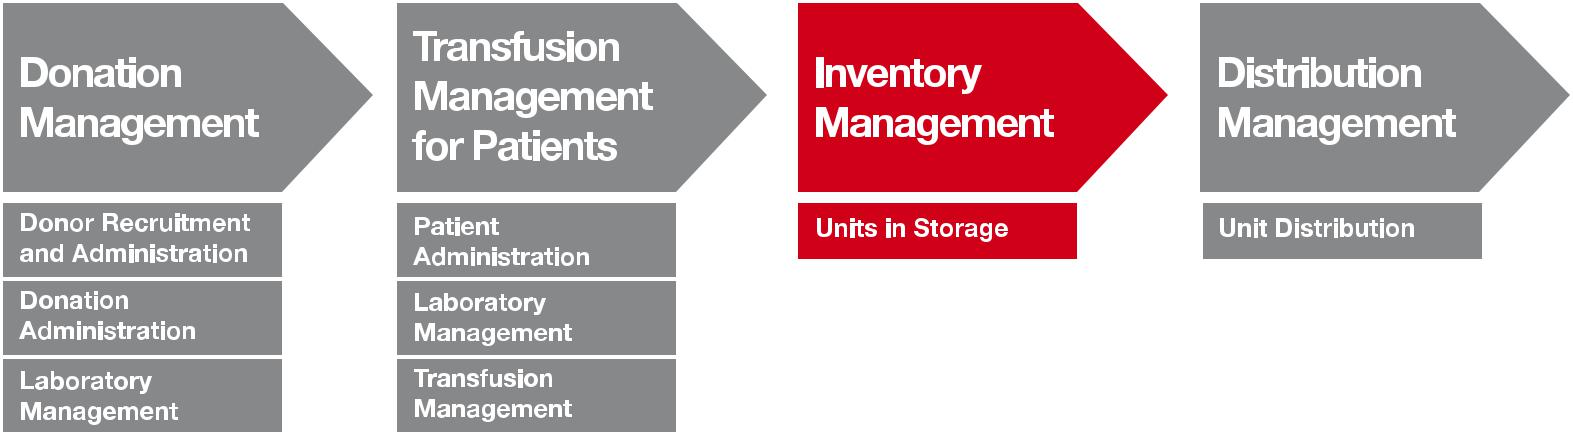 Donation
Management
Donor Recruitment
and Administration
Donation
Administration
Laboratory
Management
Transfusion
Management
for Patients
Patient
Administration
Laboratory
Management
Transfusion
Management
Inventory
Management
Units in Storage
Distribution
Management
Unit Distribution